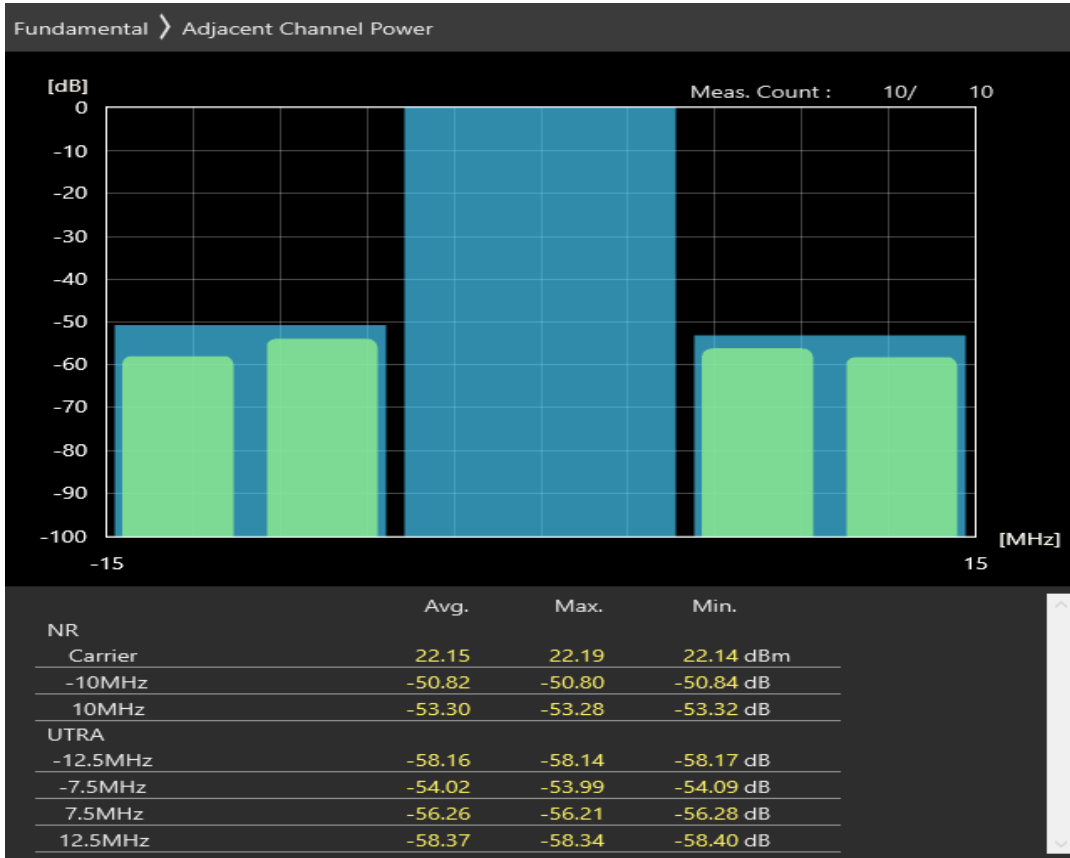 Fundamental 〉 Adjacent Channel Power
[dB]
Meas. Count : 10/ 10
0
-10
-20
-30
-40
-50
-60
-70
-80
-90
-100
[MHz]
-15 15
Avg. Max. Min.
NR
Carrier 22.15 22.19 22.14 dBm
-10MHz -50.82 -50.80 -50.84 dB
10MHz -53.30 -53.28 -53.32 dB
UTRA
-12.5MHz -58.16 -58.14 -58.17 dB
-7.5MHz -54.02 -53.99 -54.09 dB
7.5MHz -56.26 -56.21 -56.28 dB
12.5MHz -58.37 -58.34 -58.40 dB